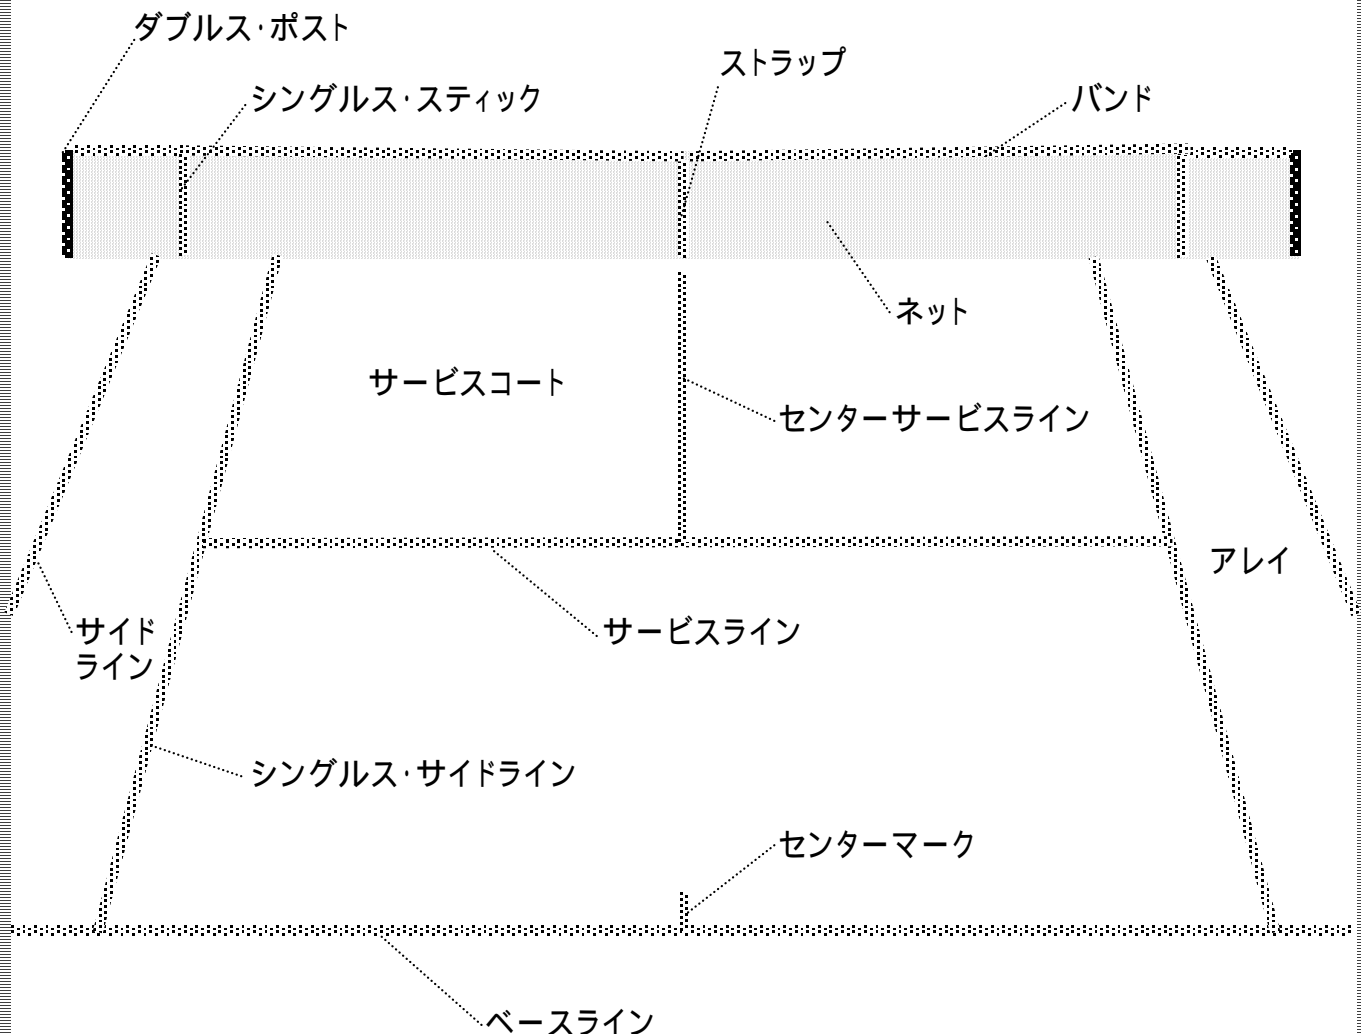 ダブルス・ポスト
ストラップ
シングルス・スティック
バンド
ネット
サービスコート
センターサービスライン
アレイ
サイド
ライン
サービスライン
シングルス・サイドライン
センターマーク
ベースライン